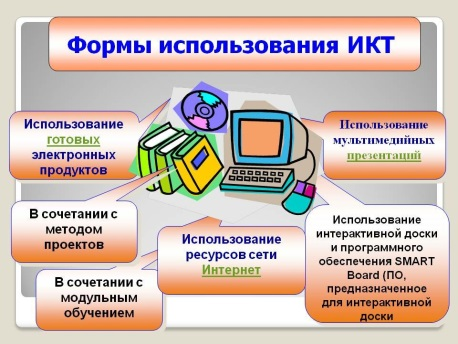 Формы использования ИКТ
Использование
готовых
электронных
продуктов
Использование
мультимедийных
презентаций
В сочетании с
методом
проектов
Использование
ресурсов сети
Интернет
В сочетании с
модульным
обучением
Использование
интерактивной доски
и программного
обеспечения SMART
Board (ПО,
предназначенное
для интерактивной
доски